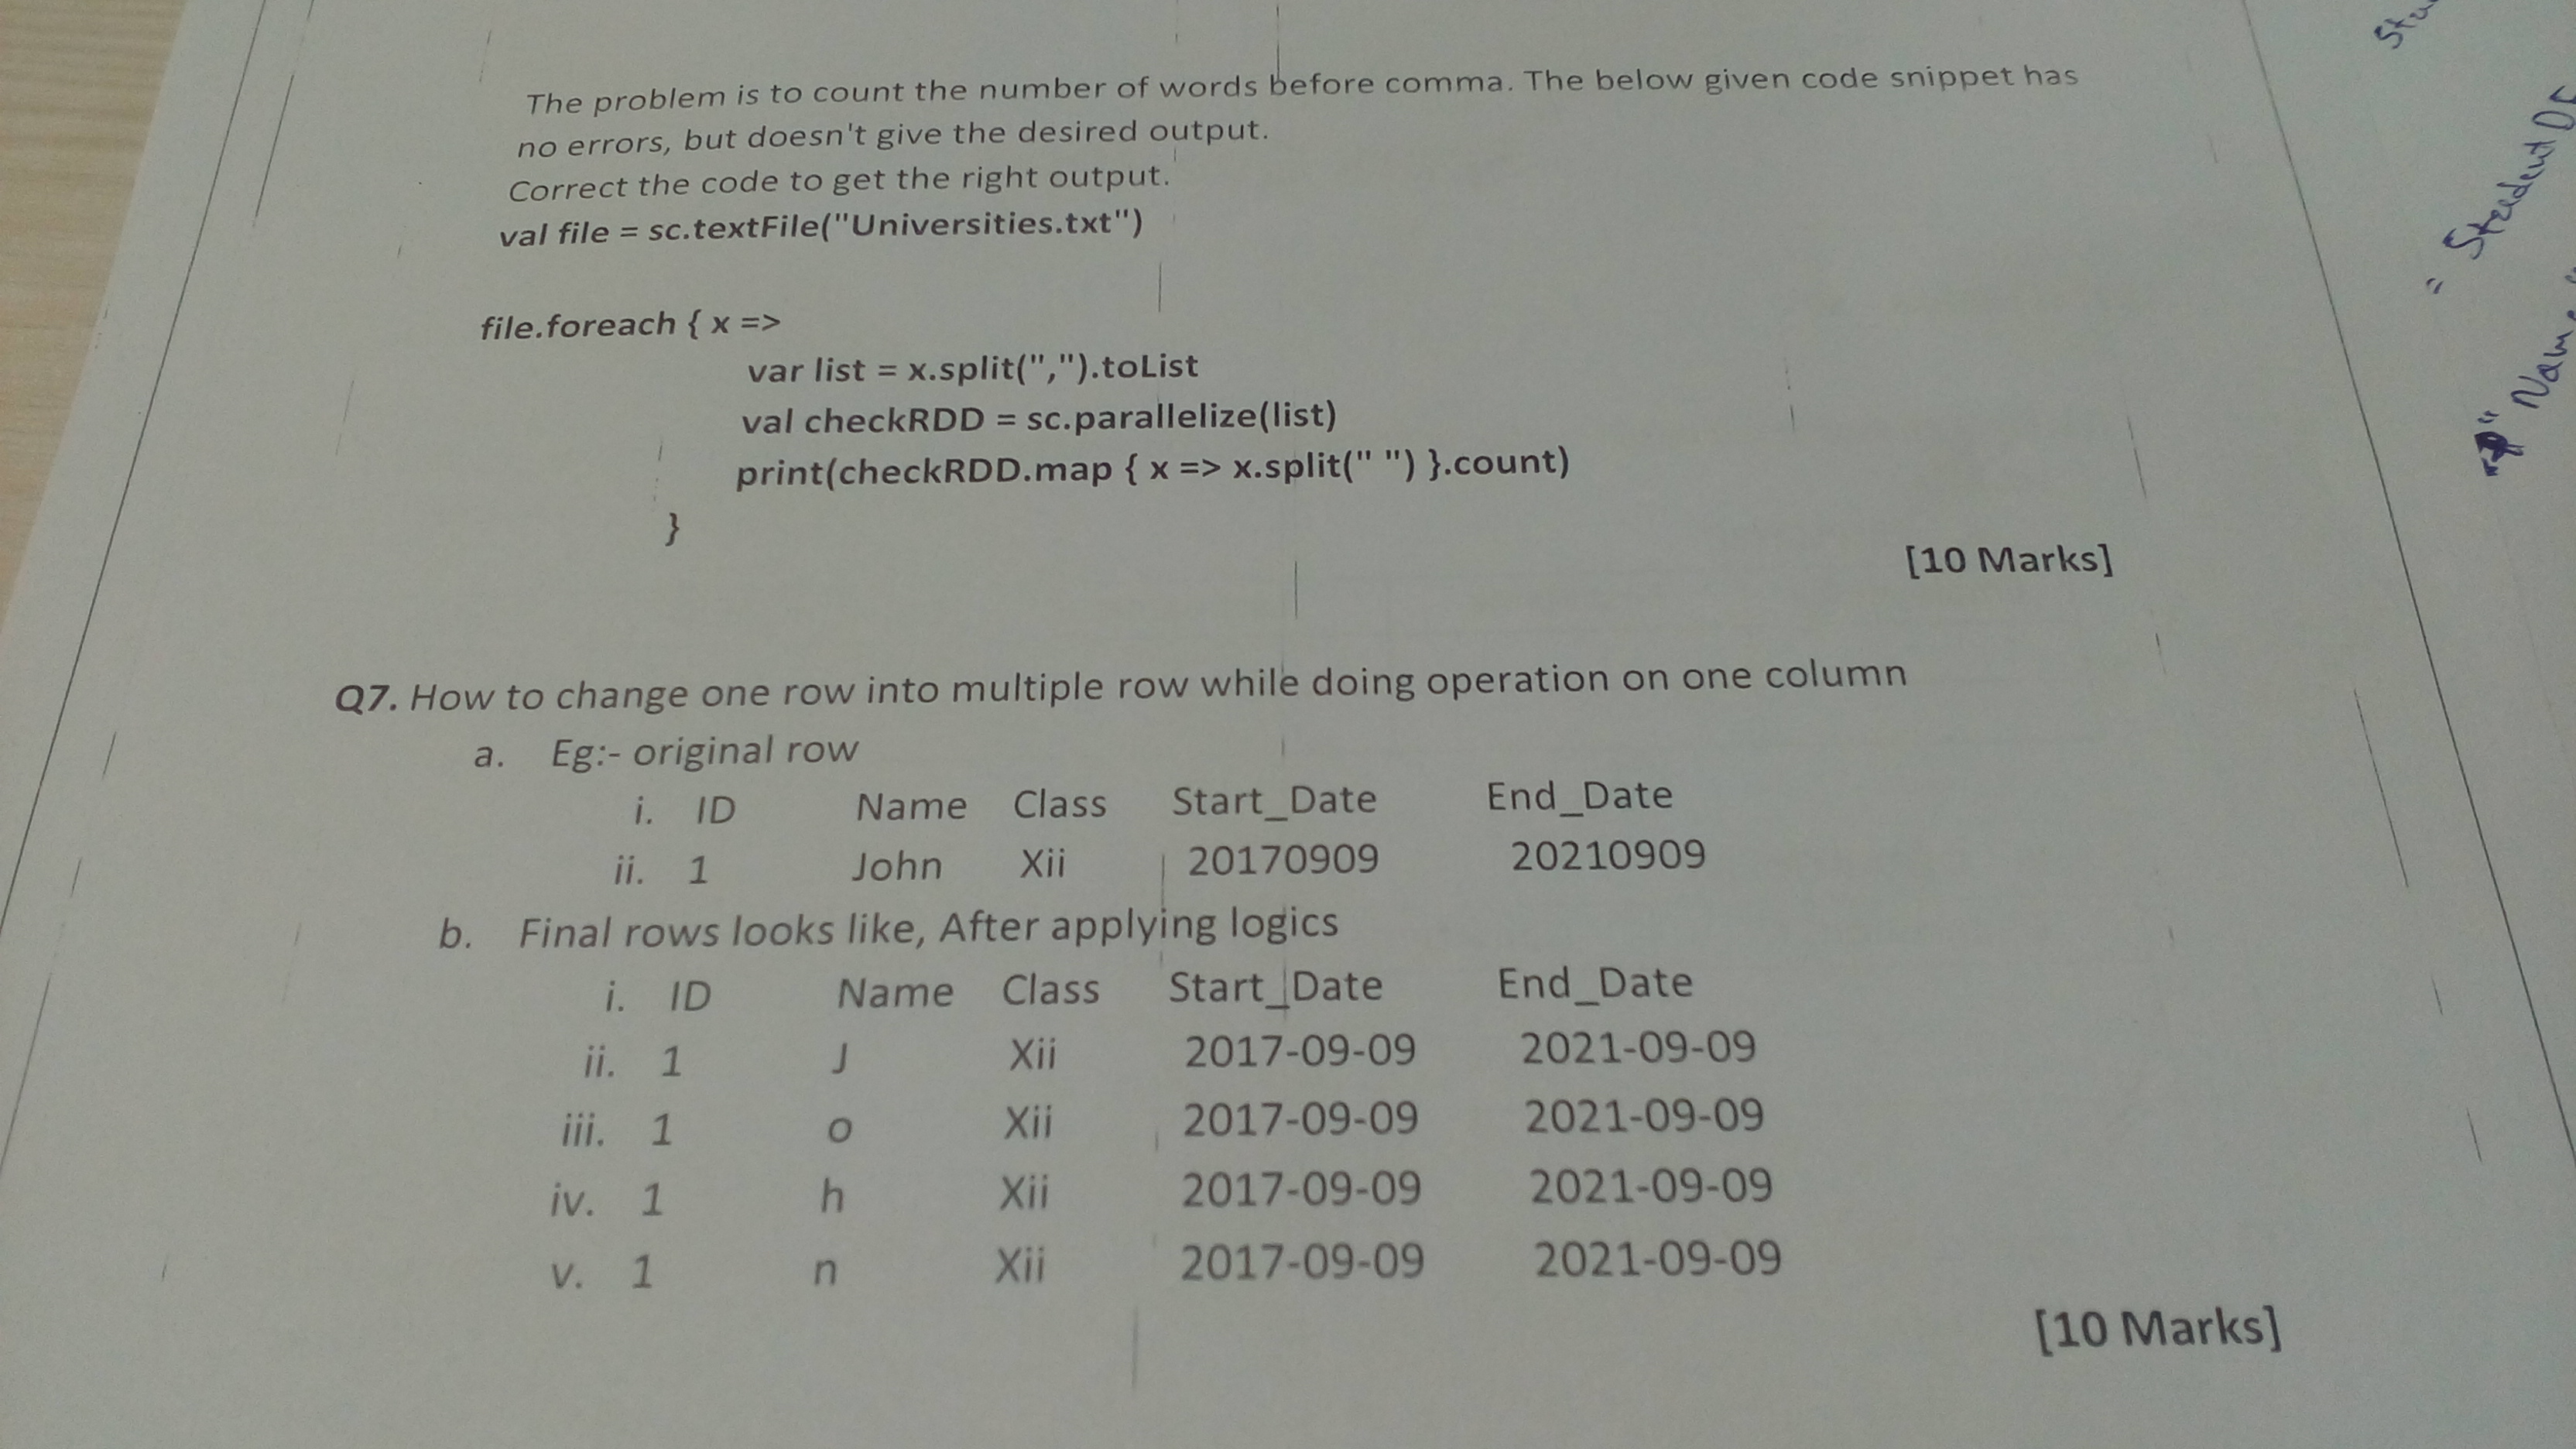 The problem is to count the number of words before comma. The below given code snippet has
no errors, but doesn't give the desired output.
Correct the code to get the right output.
val file = sc.textFile("Universities.txt")
file.foreach { x =>
var list = x.split(",").toList
val checkRDD = sc.parallelize(list)
print(checkRDD.map { x => x.split(" ") }.count)
}
[10 Marks]
Q7. How to change one row into multiple row while doing operation on one column
a. Eg:- original row
i. ID Name Class Start_Date End_Date
ii. 1 John Xii 20170909 20210909
b. Final rows looks like, After applying logics
i. ID Name Class Start_Date End_Date
ii. 1 J Xii 2017-09-09 2021-09-09
iii. 1 o Xii 2017-09-09 2021-09-09
iv. 1 h Xii 2017-09-09 2021-09-09
v. 1 n Xii 2017-09-09 2021-09-09
[10 Marks]
" Student